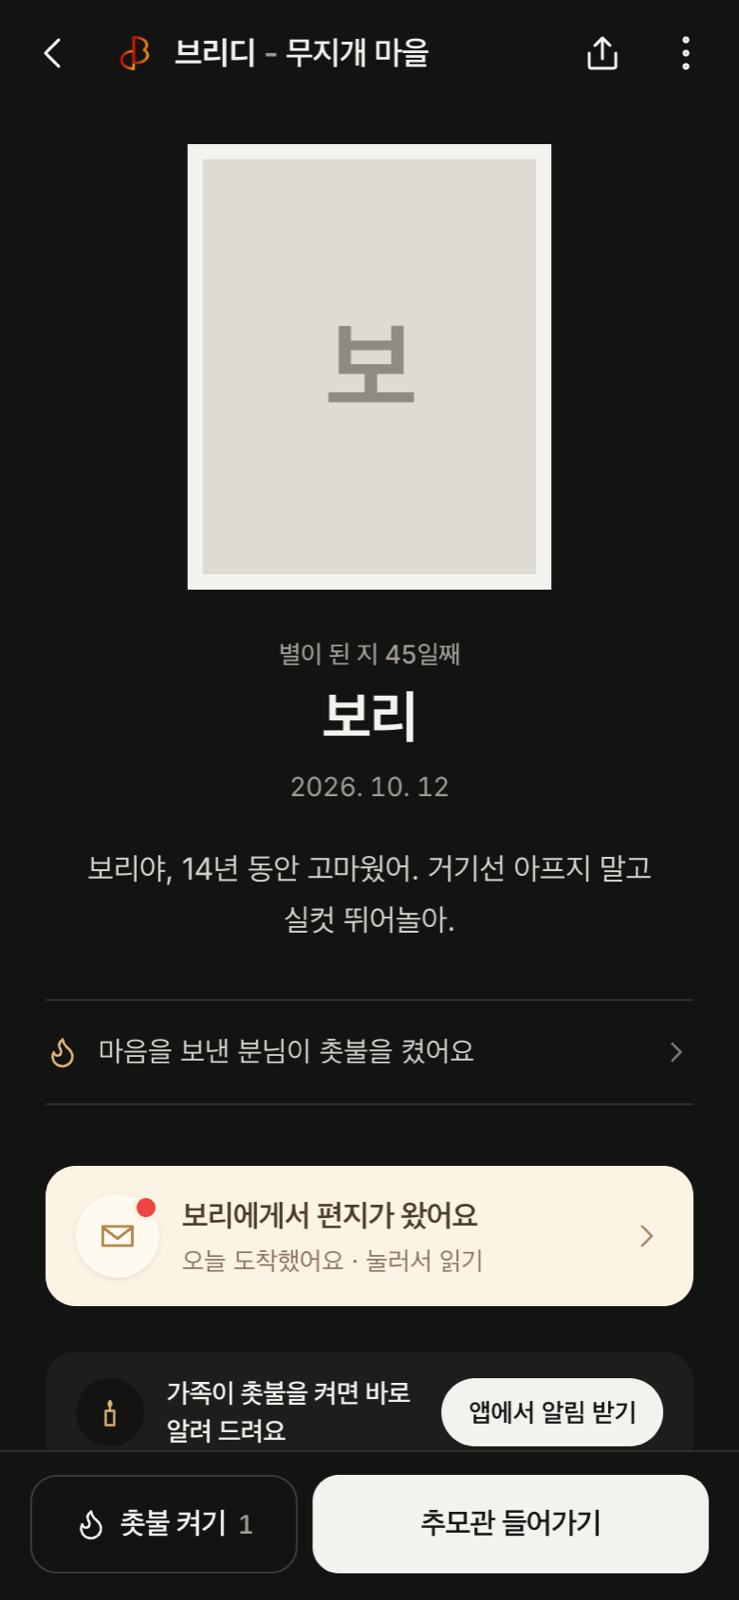 브리디 - 무지개 마을
보
별이 된 지 45일째
보리
2026. 10. 12
보리야, 14년 동안 고마웠어. 거기선 아프지 말고
실컷 뛰어놀아.
마음을 보낸 분님이 촛불을 켰어요
보리에게서 편지가 왔어요
오늘 도착했어요 · 눌러서 읽기
가족이 촛불을 켜면 바로
알려 드려요
앱에서 알림 받기
촛불 켜기 1
추모관 들어가기